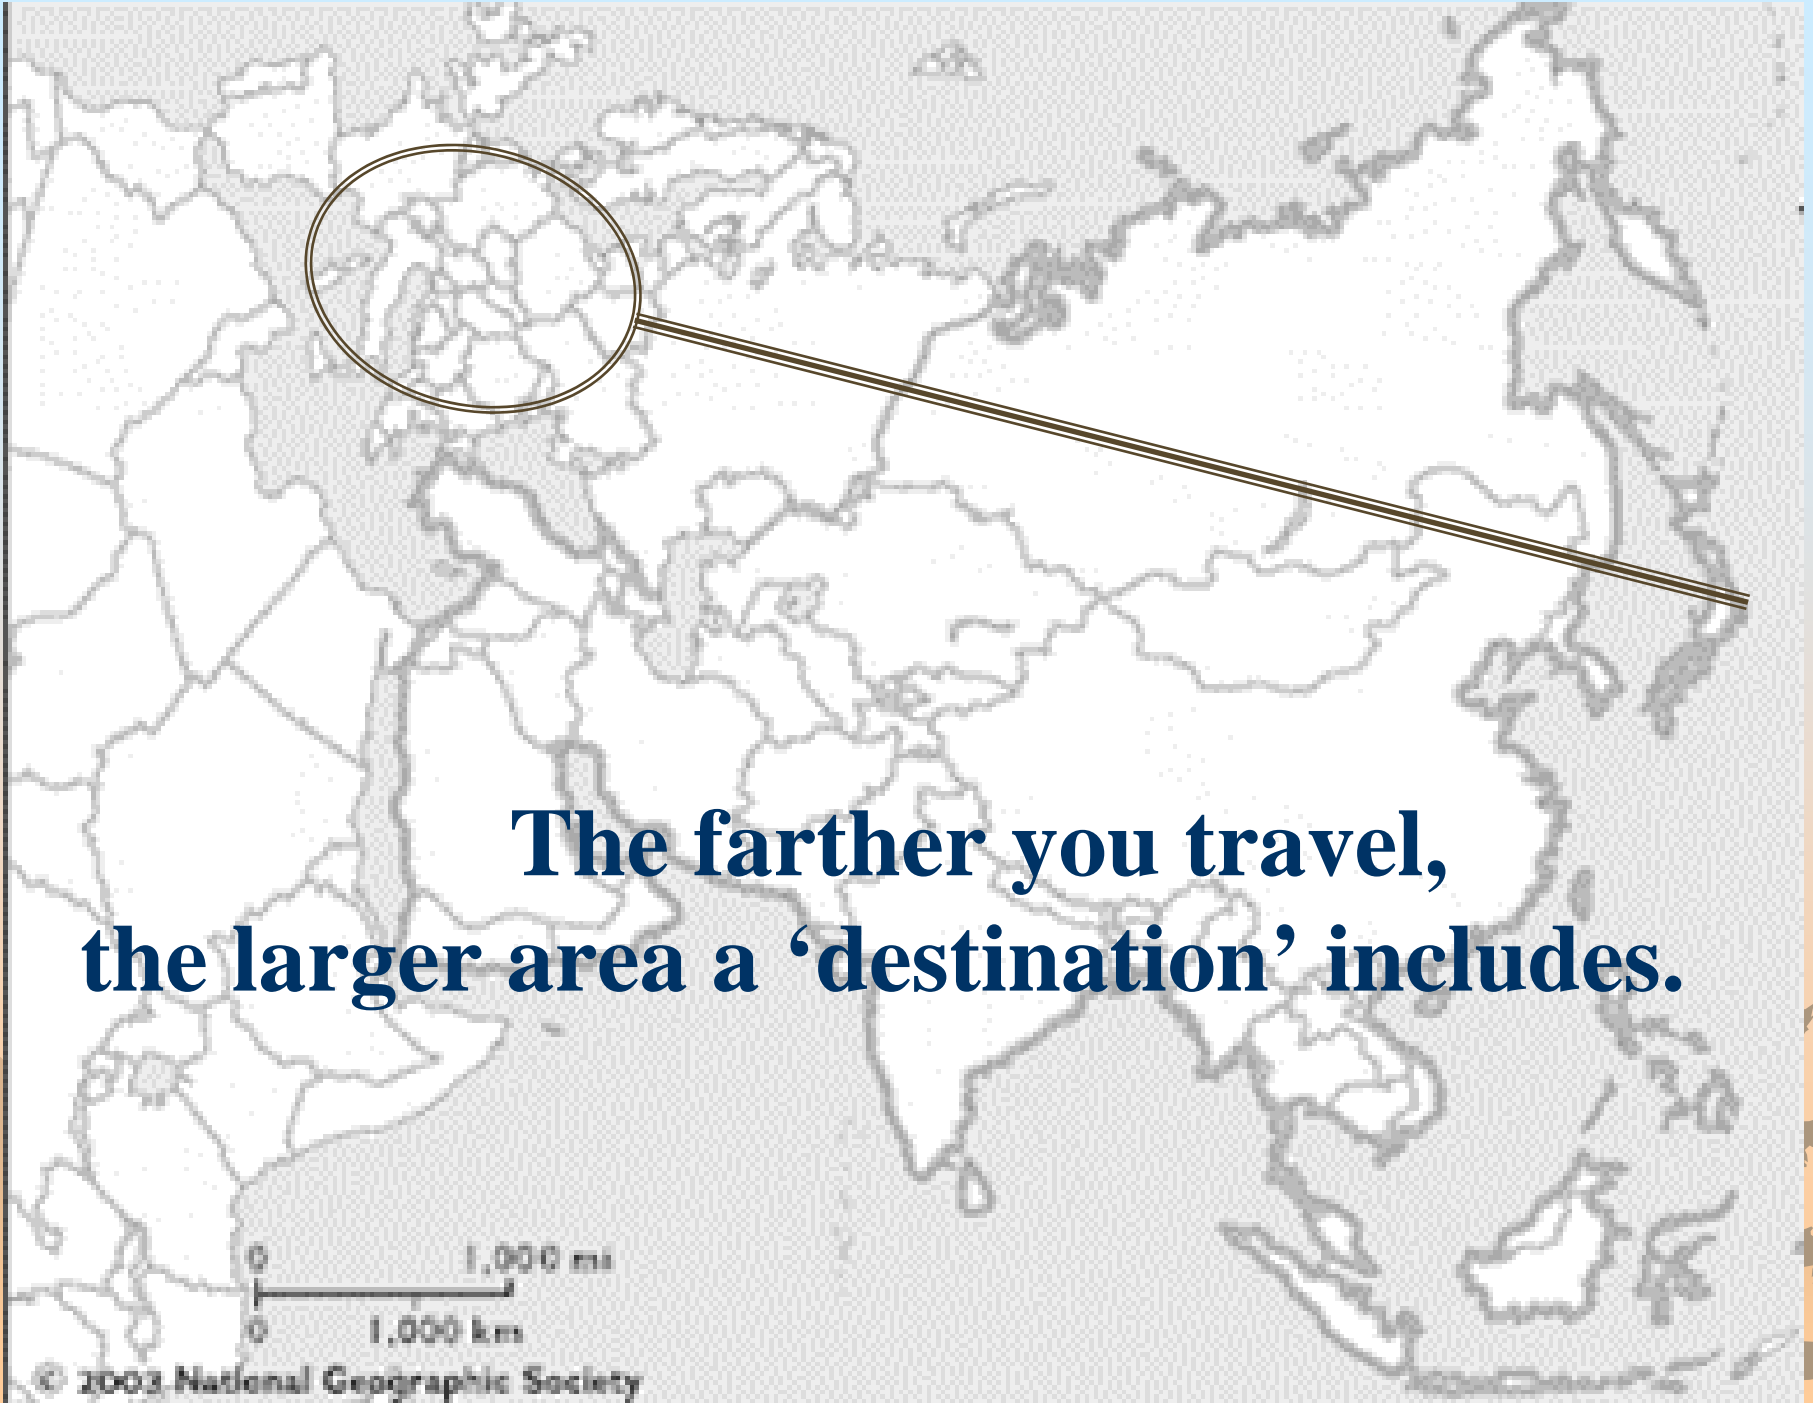 The farther you travel,
the larger area a ‘destination’ includes.
0 1,000 mi
0 1,000 km
© 2003 National Geographic Society